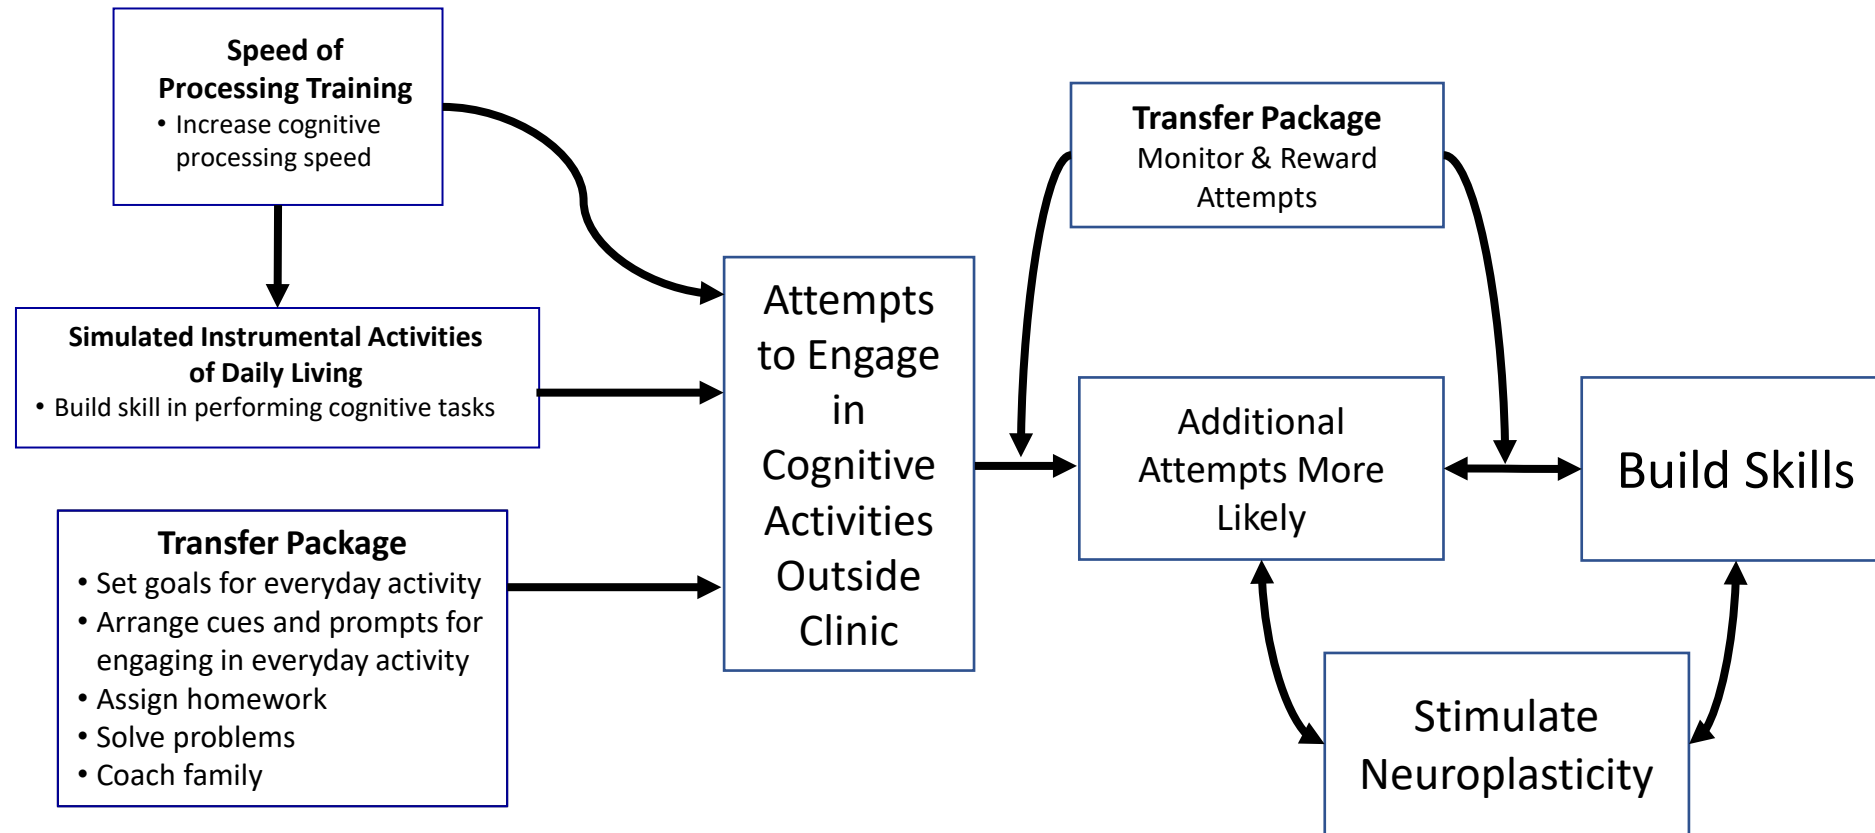 Speed of
Processing Training
• Increase cognitive
processing speed
Simulated Instrumental Activities
of Daily Living
• Build skill in performing cognitive tasks
Transfer Package
• Set goals for everyday activity
• Arrange cues and prompts for
engaging in everyday activity
• Assign homework
• Solve problems
• Coach family
Attempts
to Engage
in
Cognitive
Activities
Outside
Clinic
Transfer Package
Monitor & Reward
Attempts
Additional
Attempts More
Likely
Build Skills
Stimulate
Neuroplasticity